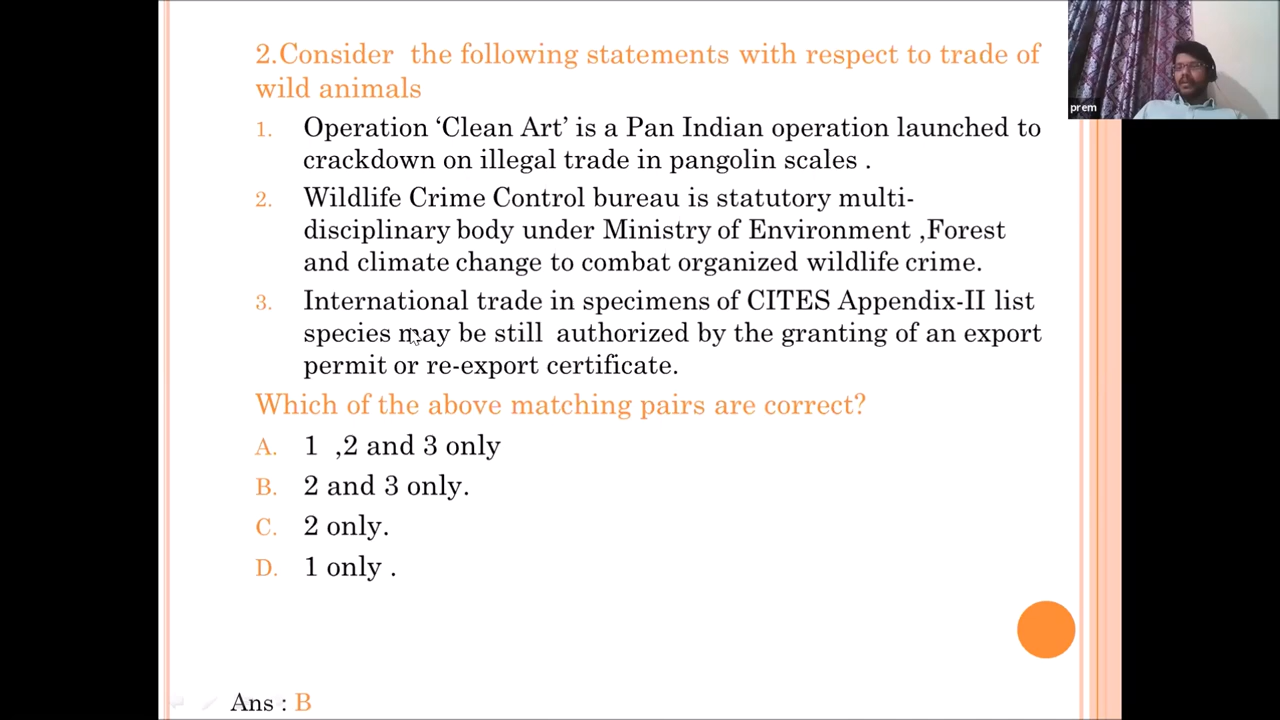 2.Consider the following statements with respect to trade of
wild animals
1. Operation ‘Clean Art’ is a Pan Indian operation launched to
crackdown on illegal trade in pangolin scales .
2. Wildlife Crime Control bureau is statutory multi-
disciplinary body under Ministry of Environment ,Forest
and climate change to combat organized wildlife crime.
3. International trade in specimens of CITES Appendix-II list
species may be still authorized by the granting of an export
permit or re-export certificate.
Which of the above matching pairs are correct?
A. 1 ,2 and 3 only
B. 2 and 3 only.
C. 2 only.
D. 1 only .
Ans : B
prem